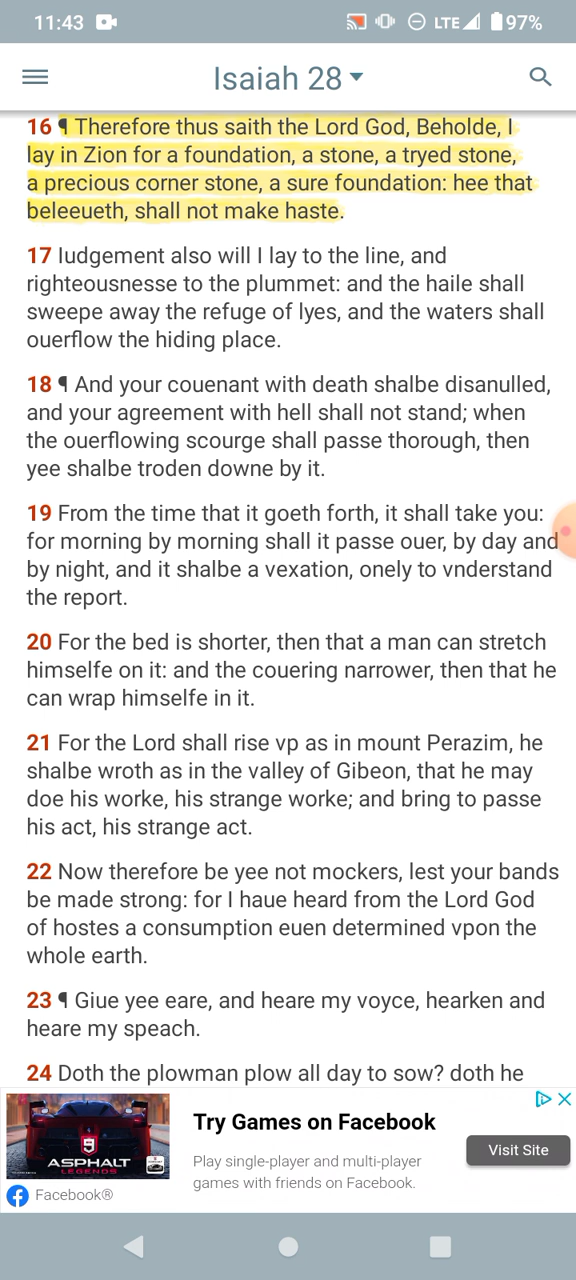 11:43 LTE 97%
Isaiah 28
16 ¶ Therefore thus saith the Lord God, Beholde, I
lay in Zion for a foundation, a stone, a tryed stone,
a precious corner stone, a sure foundation: hee that
beleeueth, shall not make haste.
17 Iudgement also will I lay to the line, and
righteousnesse to the plummet: and the haile shall
sweepe away the refuge of lyes, and the waters shall
ouerflow the hiding place.
18 ¶ And your couenant with death shalbe disanulled,
and your agreement with hell shall not stand; when
the ouerflowing scourge shall passe thorough, then
yee shalbe troden downe by it.
19 From the time that it goeth forth, it shall take you:
for morning by morning shall it passe ouer, by day and
by night, and it shalbe a vexation, onely to vnderstand
the report.
20 For the bed is shorter, then that a man can stretch
himselfe on it: and the couering narrower, then that he
can wrap himselfe in it.
21 For the Lord shall rise vp as in mount Perazim, he
shalbe wroth as in the valley of Gibeon, that he may
doe his worke, his strange worke; and bring to passe
his act, his strange act.
22 Now therefore be yee not mockers, lest your bands
be made strong: for I haue heard from the Lord God
of hostes a consumption euen determined vpon the
whole earth.
23 ¶ Giue yee eare, and heare my voyce, hearken and
heare my speach.
24 Doth the plowman plow all day to sow? doth he
ASPHALT
LEGENDS
Facebook®
Try Games on Facebook
Play single-player and multi-player
games with friends on Facebook.
Visit Site